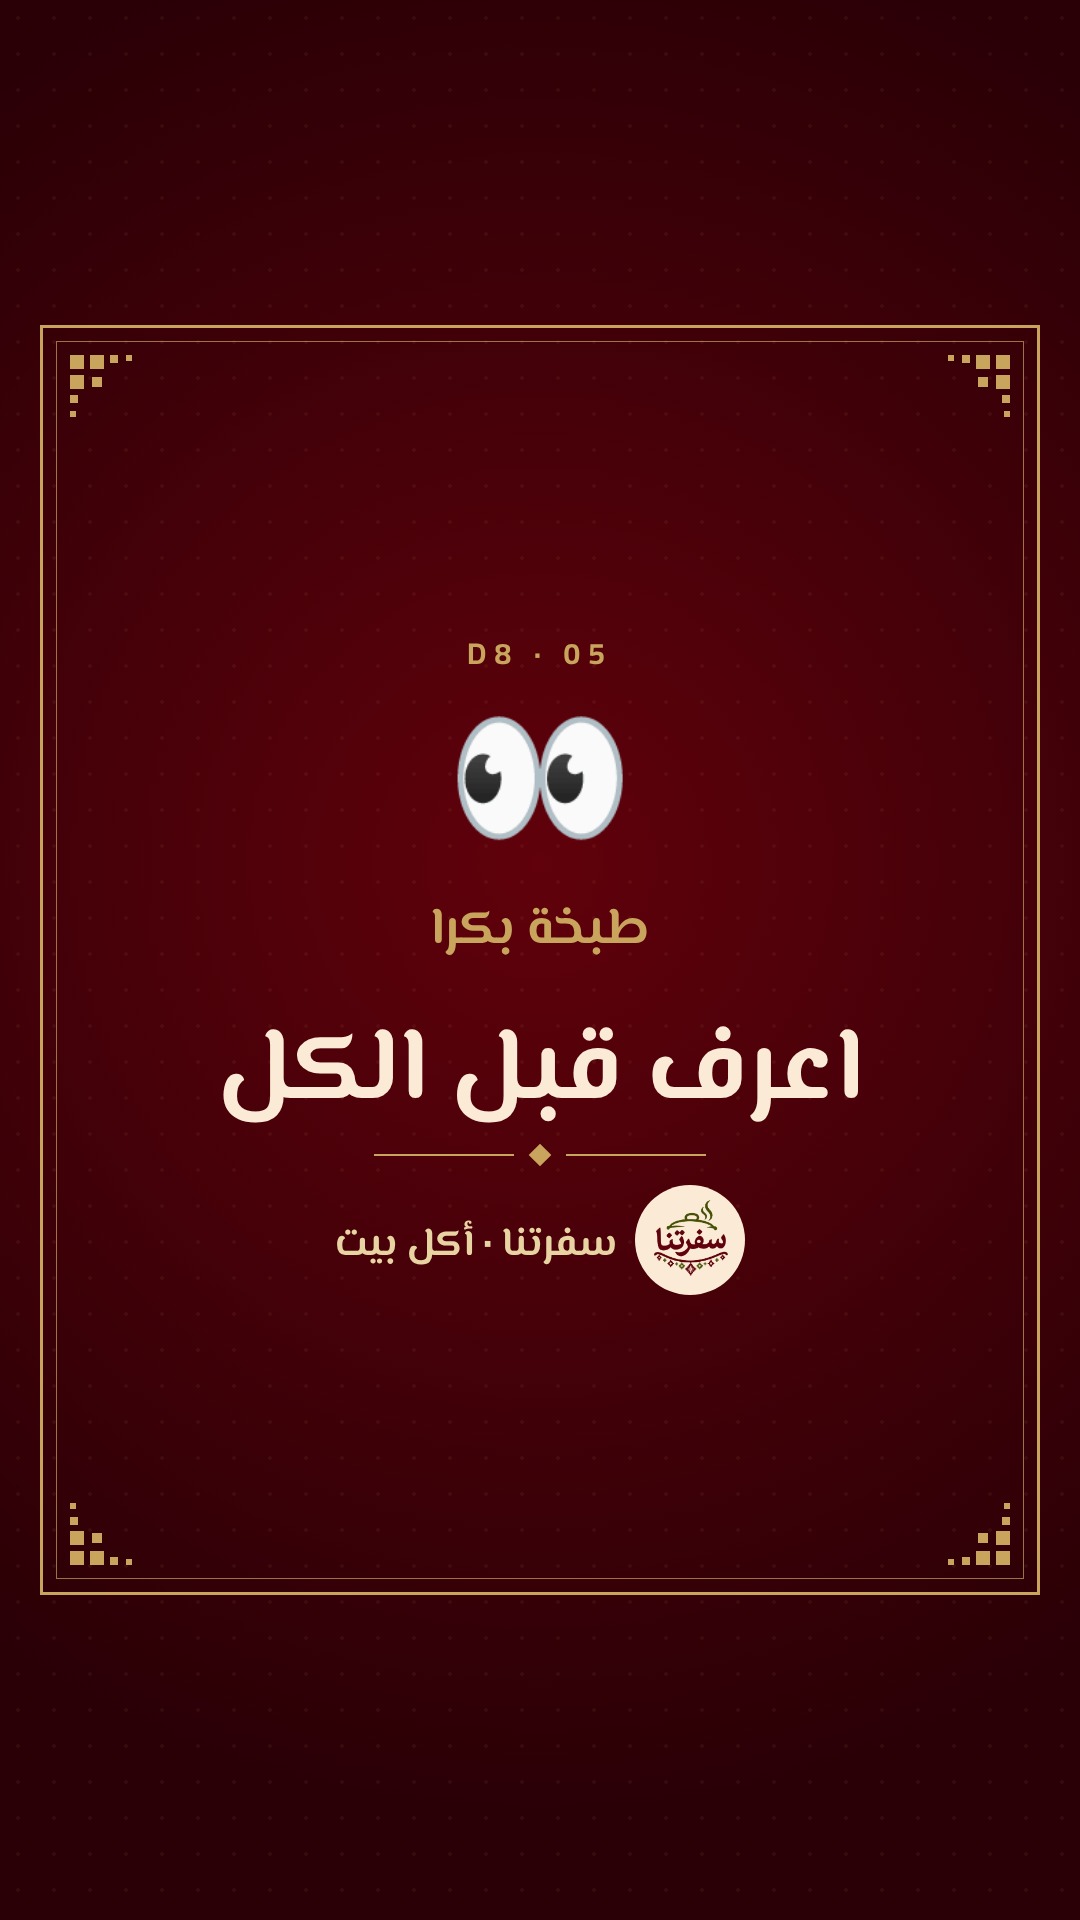 D8 · 05
طبخة بكرا
اعرف قبل الكل
سفرتنا
سفرتنا · أكل بيت